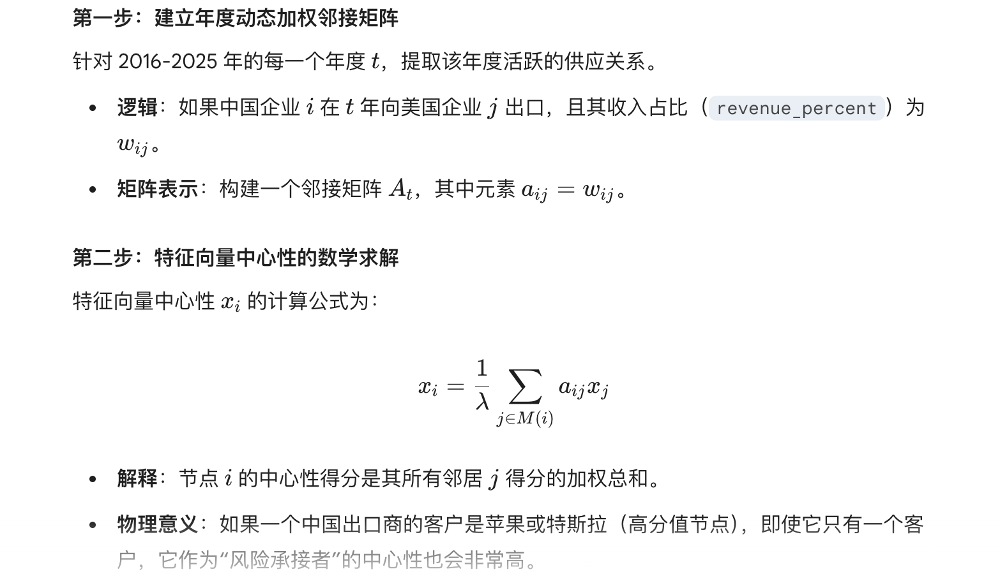 第一步：建立年度动态加权邻接矩阵
针对 2016-2025 年的每一个年度 t，提取该年度活跃的供应关系。
• 逻辑：如果中国企业 i 在 t 年向美国企业 j 出口，且其收入占比（revenue_percent）为
w_{ij}。
• 矩阵表示：构建一个邻接矩阵 A_t，其中元素 a_{ij} = w_{ij}。
第二步：特征向量中心性的数学求解
特征向量中心性 x_i 的计算公式为：
x_i = \frac{1}{λ} \sum_{j∈M(i)} a_{ij}x_j
• 解释：节点 i 的中心性得分是其所有邻居 j 得分的加权总和。
• 物理意义：如果一个中国出口商的客户是苹果或特斯拉（高分值节点），即使它只有一个客
户，它作为“风险承接者”的中心性也会非常高。